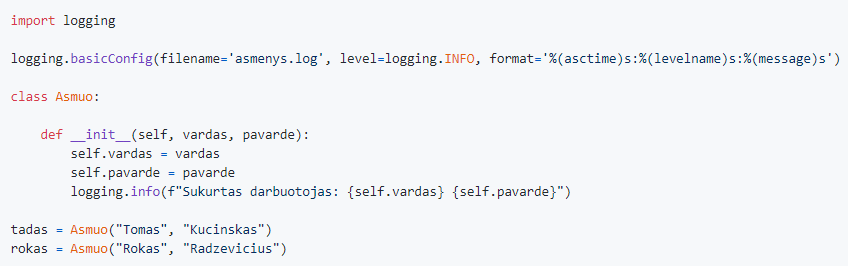 import logging
logging.basicConfig(filename='asmenys.log', level=logging.INFO, format='%(asctime)s:%(levelname)s:%(message)s')
class Asmuo:
    def __init__(self, vardas, pavarde):
        self.vardas = vardas
        self.pavarde = pavarde
        logging.info(f"Sukurtas darbuotojas: {self.vardas} {self.pavarde}")
tadas = Asmuo("Tomas", "Kucinskas")
rokas = Asmuo("Rokas", "Radzevicius")